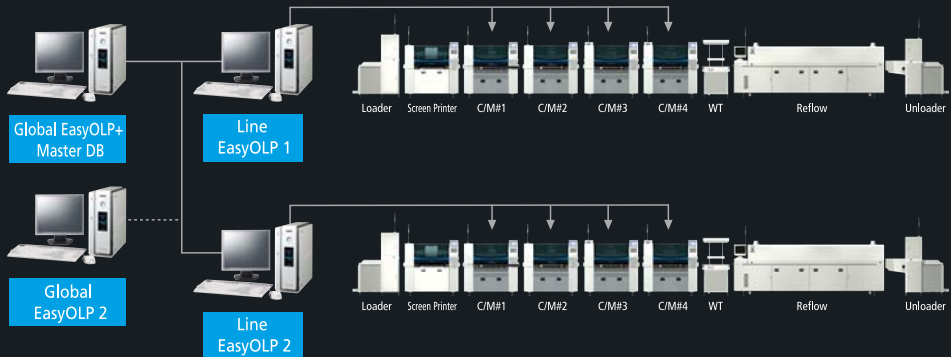 Global EasyOLP+
Master DB
Line
EasyOLP 1
Loader Screen Printer C/M#1 C/M#2 C/M#3 C/M#4 WT Reflow Unloader
Global
EasyOLP 2
Line
EasyOLP 2
Loader Screen Printer C/M#1 C/M#2 C/M#3 C/M#4 WT Reflow Unloader